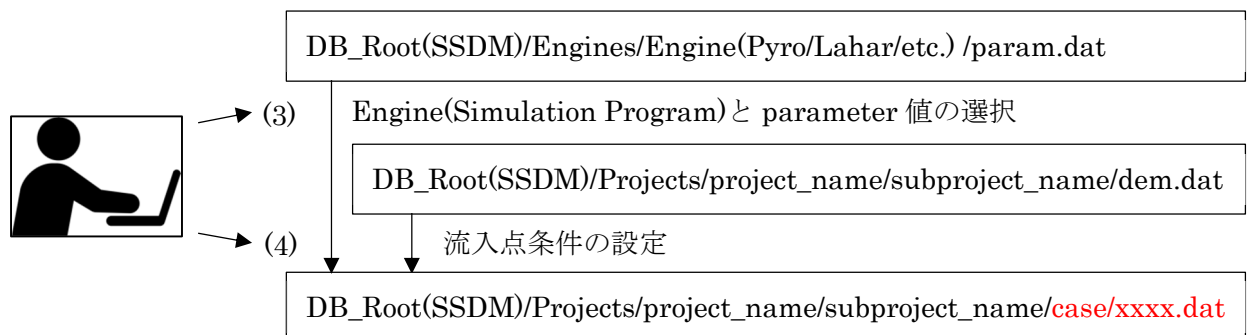 DB_Root(SSDM)/Engines/Engine(Pyro/Lahar/etc.) /param.dat
(3) Engine(Simulation Program)と parameter 値の選択
DB_Root(SSDM)/Projects/project_name/subproject_name/dem.dat
(4) 流入点条件の設定
DB_Root(SSDM)/Projects/project_name/subproject_name/case/xxxx.dat